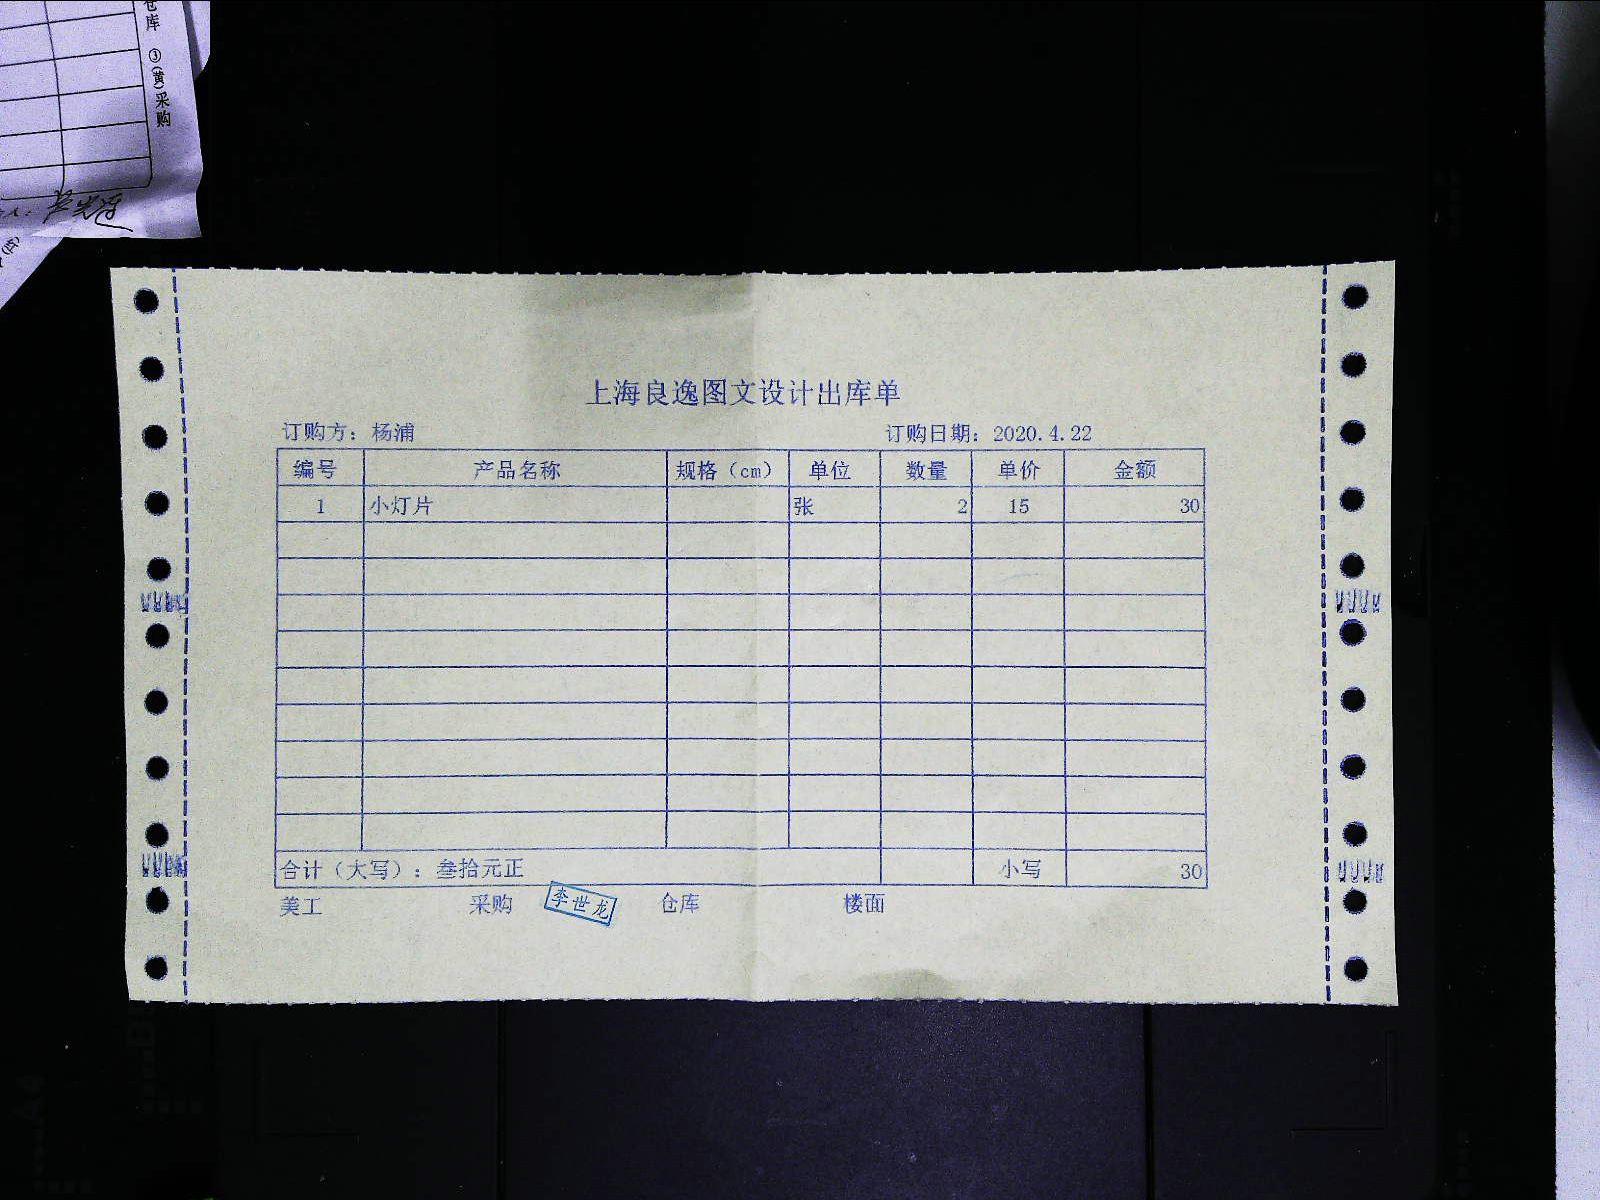 仓库 ③(黄)采购
上海良逸图文设计出库单
订购方：杨浦 订购日期：2020.4.22
编号 产品名称 规格（cm） 单位 数量 单价 金额
1 小灯片 张 2 15 30
合计（大写）：叁拾元正 小写 30
美工 采购 李世龙 仓库 楼面